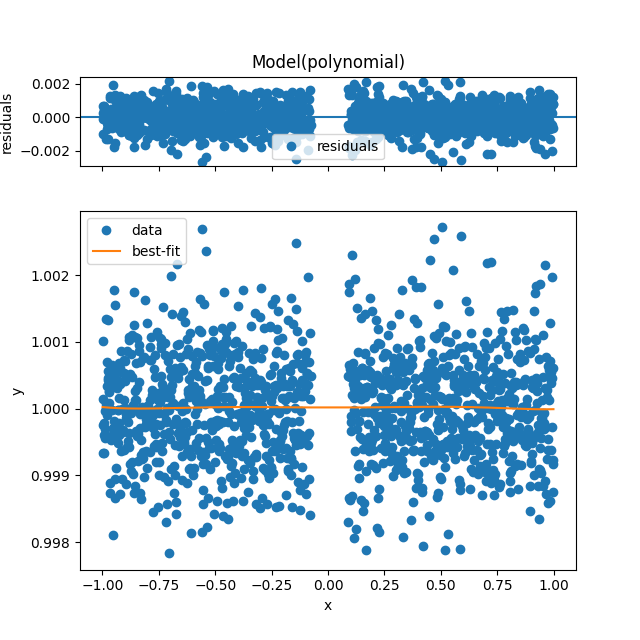 Model(polynomial)
0.002
0.000
−0.002
residuals
residuals
data
best-fit
1.002
1.001
1.000
0.999
0.998
y
−1.00 −0.75 −0.50 −0.25 0.00 0.25 0.50 0.75 1.00
x